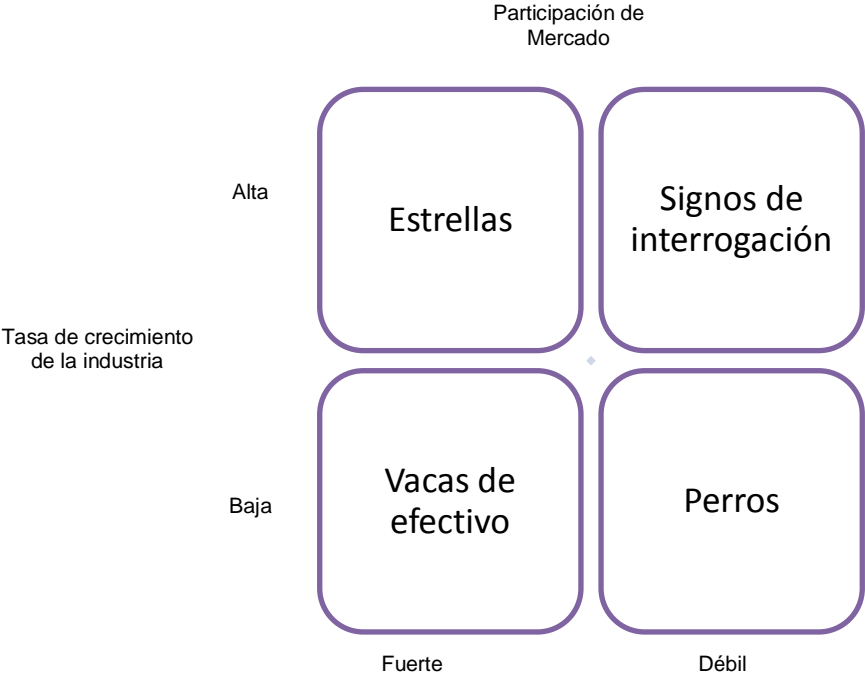 Participación de
Mercado
Alta
Estrellas
Signos de
interrogación
Tasa de crecimiento
de la industria
Baja
Vacas de
efectivo
Perros
Fuerte
Débil